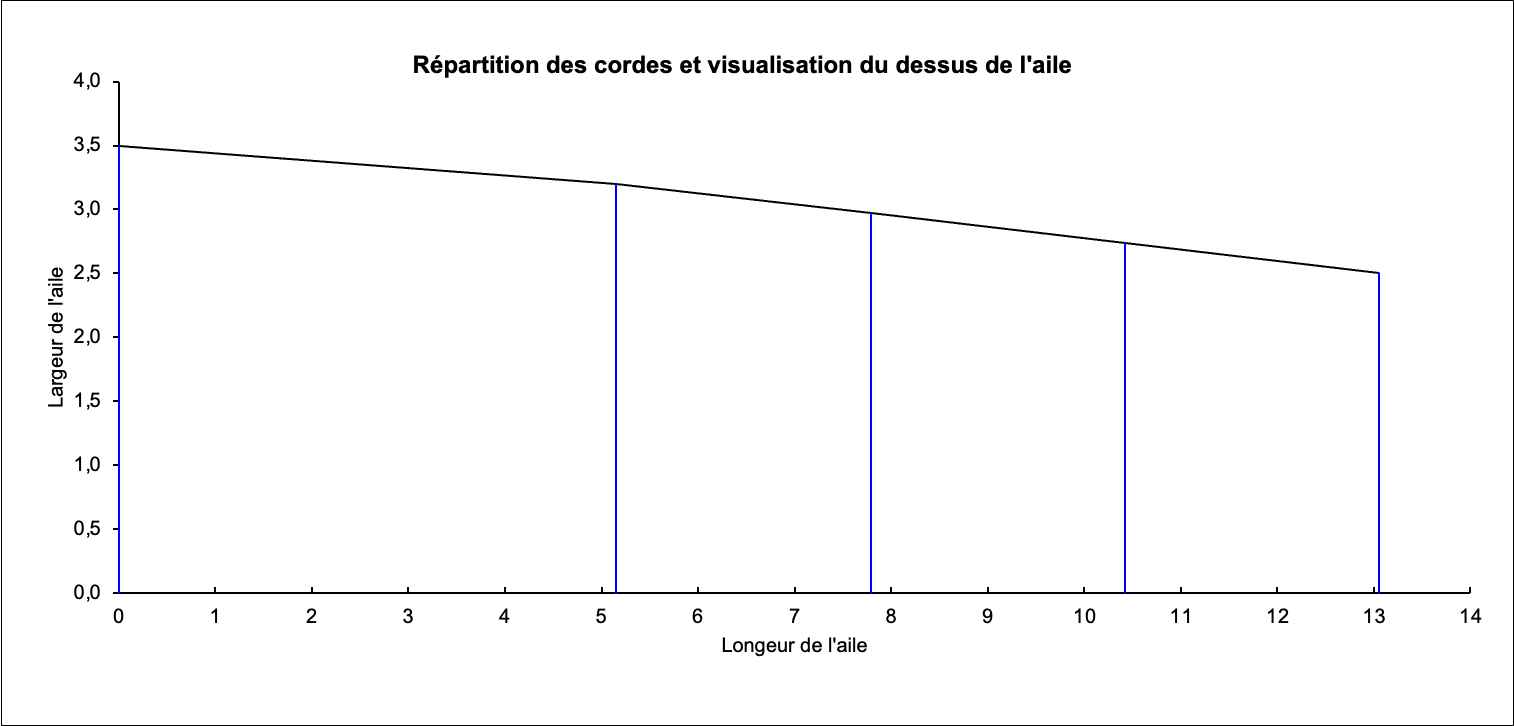 Répartition des cordes et visualisation du dessus de l'aile
4,0
3,5
3,0
2,5
2,0
1,5
1,0
0,5
0,0
Largeur de l'aile
0 1 2 3 4 5 6 7 8 9 10 11 12 13 14
Longeur de l'aile